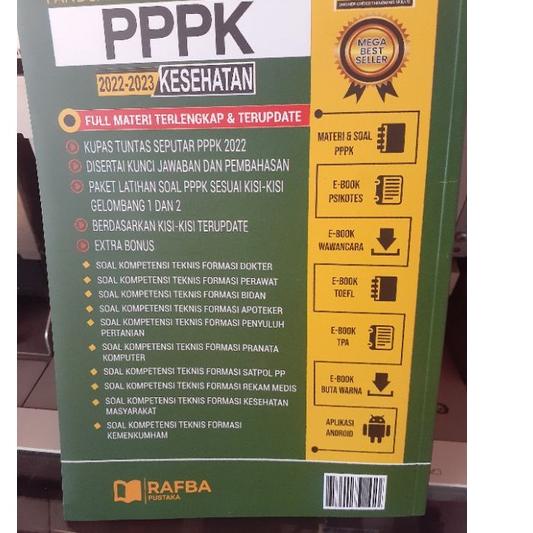 PPPK
2022-2023 KESEHATAN
FULL MATERI TERLENGKAP & TERUPDATE
KUPAS TUNTAS SEPUTAR PPPK 2022
DISERTAI KUNCI JAWABAN DAN PEMBAHASAN
PAKET LATIHAN SOAL PPPK SESUAI KISI-KISI
GELOMBANG 1 DAN 2
BERDASARKAN KISI-KISI TERUPDATE
EXTRA BONUS
SOAL KOMPETENSI TEKNIS FORMASI DOKTER
SOAL KOMPETENSI TEKNIS FORMASI PERAWAT
SOAL KOMPETENSI TEKNIS FORMASI BIDAN
SOAL KOMPETENSI TEKNIS FORMASI APOTEKER
SOAL KOMPETENSI TEKNIS FORMASI PENYULUH
PERTANIAN
SOAL KOMPETENSI TEKNIS FORMASI PRANATA
KOMPUTER
SOAL KOMPETENSI TEKNIS FORMASI SATPOL PP
SOAL KOMPETENSI TEKNIS FORMASI REKAM MEDIS
SOAL KOMPETENSI TEKNIS FORMASI KESEHATAN
MASYARAKAT
SOAL KOMPETENSI TEKNIS FORMASI
KEMENKUMHAM
MEGA
BEST
SELLER
MATERI & SOAL
PPPK
E-BOOK
PSIKOTES
E-BOOK
WAWANCARA
E-BOOK
TOEFL
E-BOOK
TPA
E-BOOK
BUTA WARNA
APLIKASI
ANDROID
RAFBA
PUSTAKA